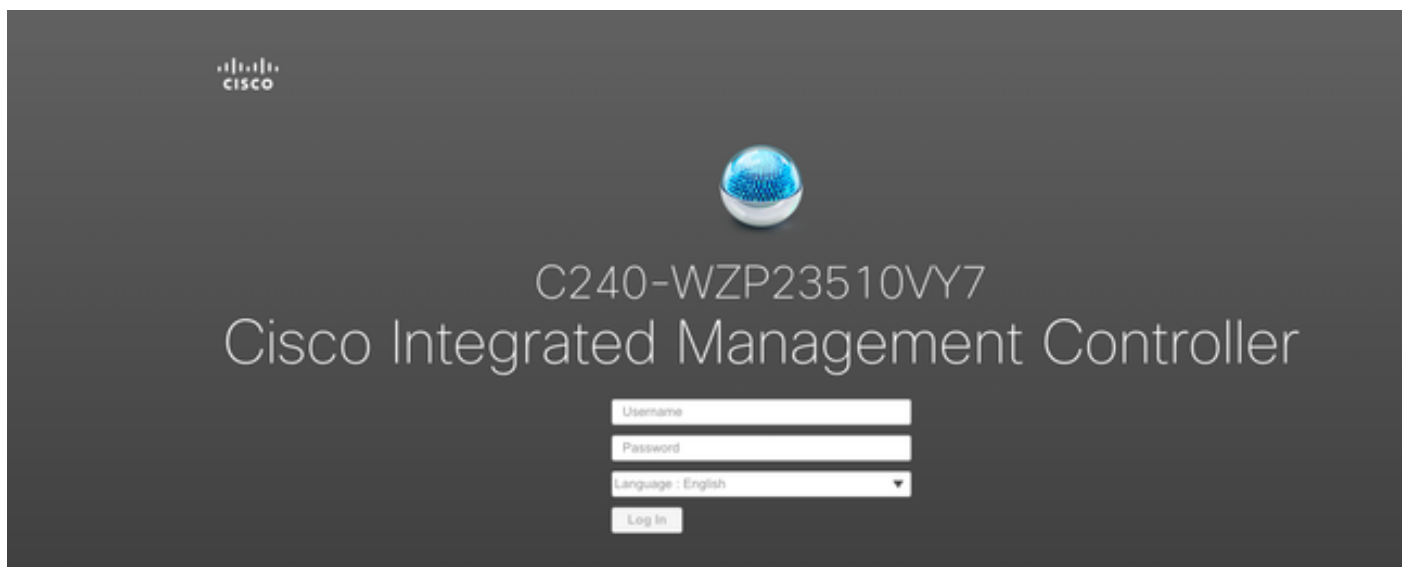 CISCO
C240-WZP23510VY7
Cisco Integrated Management Controller
Username
Password
Language : English
Log In